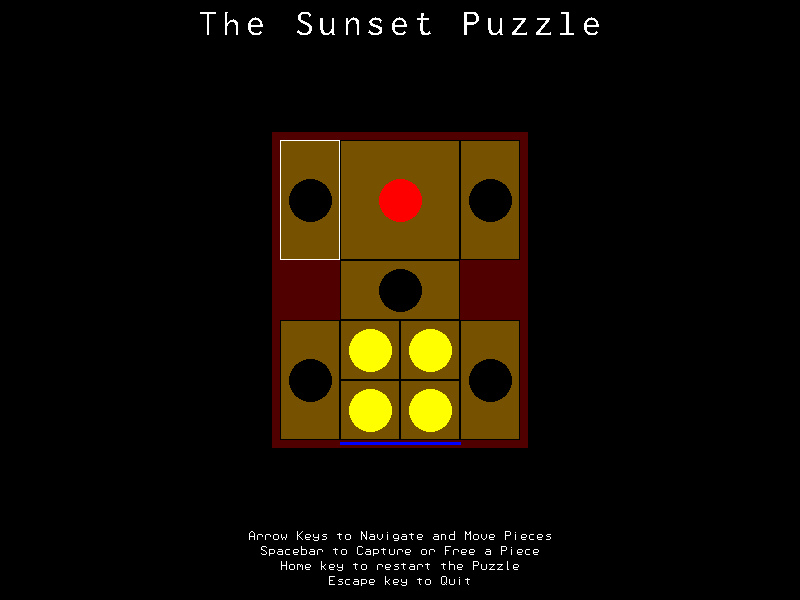 The Sunset Puzzle
Arrow Keys to Navigate and Move Pieces
Spacebar to Capture or Free a Piece
Home key to restart the Puzzle
Escape key to Quit